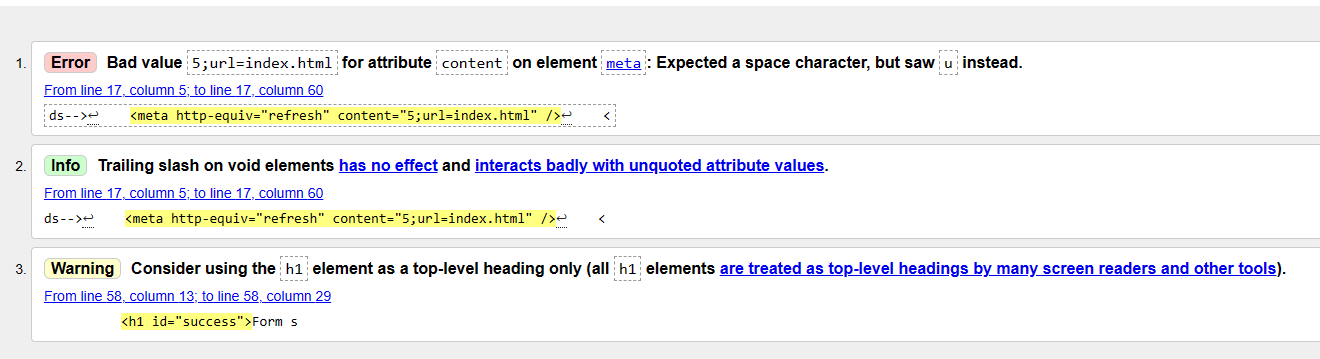 1. Error Bad value 5;url=index.html for attribute content on element meta: Expected a space character, but saw u instead.
From line 17, column 5; to line 17, column 60
ds-->↩    <meta http-equiv="refresh" content="5;url=index.html" />↩    <
2. Info Trailing slash on void elements has no effect and interacts badly with unquoted attribute values.
From line 17, column 5; to line 17, column 60
ds-->↩    <meta http-equiv="refresh" content="5;url=index.html" />↩    <
3. Warning Consider using the h1 element as a top-level heading only (all h1 elements are treated as top-level headings by many screen readers and other tools).
From line 58, column 13; to line 58, column 29
<h1 id="success">Form s